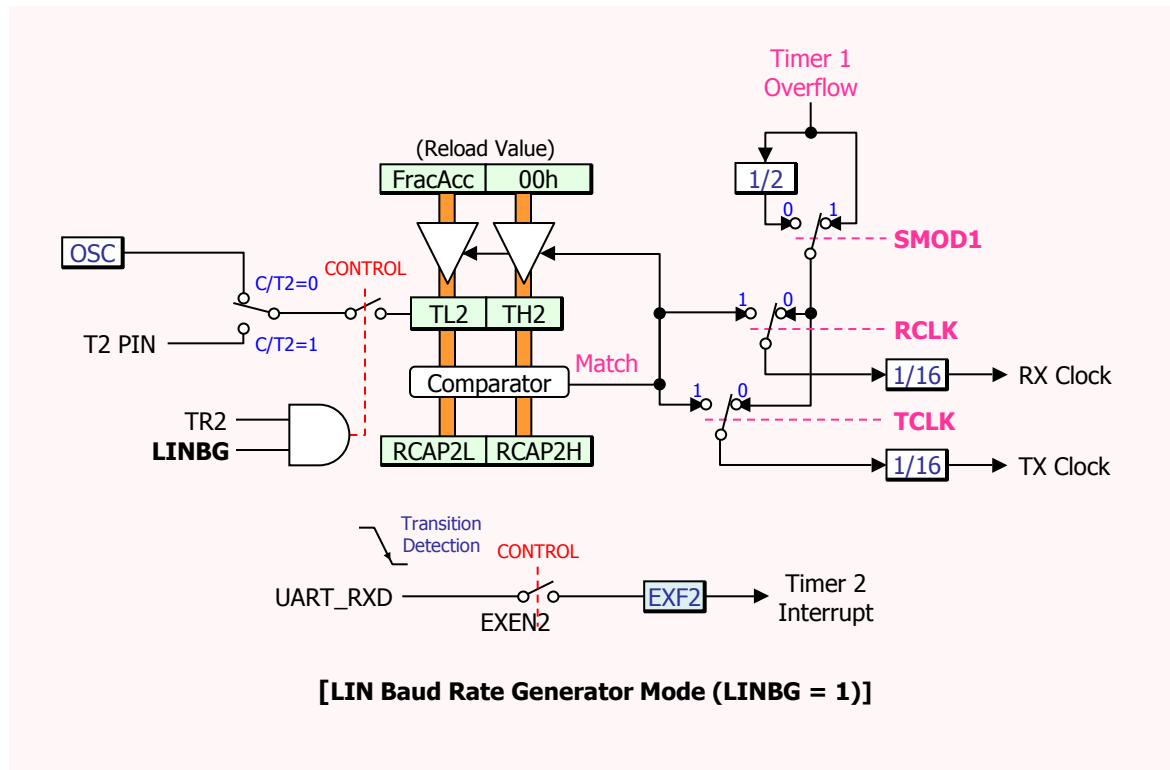 Timer 1
Overflow
(Reload Value)
FracAcc 00h
1/2
0 1
SMOD1
OSC
C/T2=0
CONTROL
TL2 TH2
1 0
RCLK
T2 PIN
C/T2=1
Match
Comparator
1/16
RX Clock
1 0
TCLK
TR2
LINBG
RCAP2L RCAP2H
1/16
TX Clock
Transition
Detection
CONTROL
UART_RXD
EXEN2
EXF2
Timer 2
Interrupt
[LIN Baud Rate Generator Mode (LINBG = 1)]